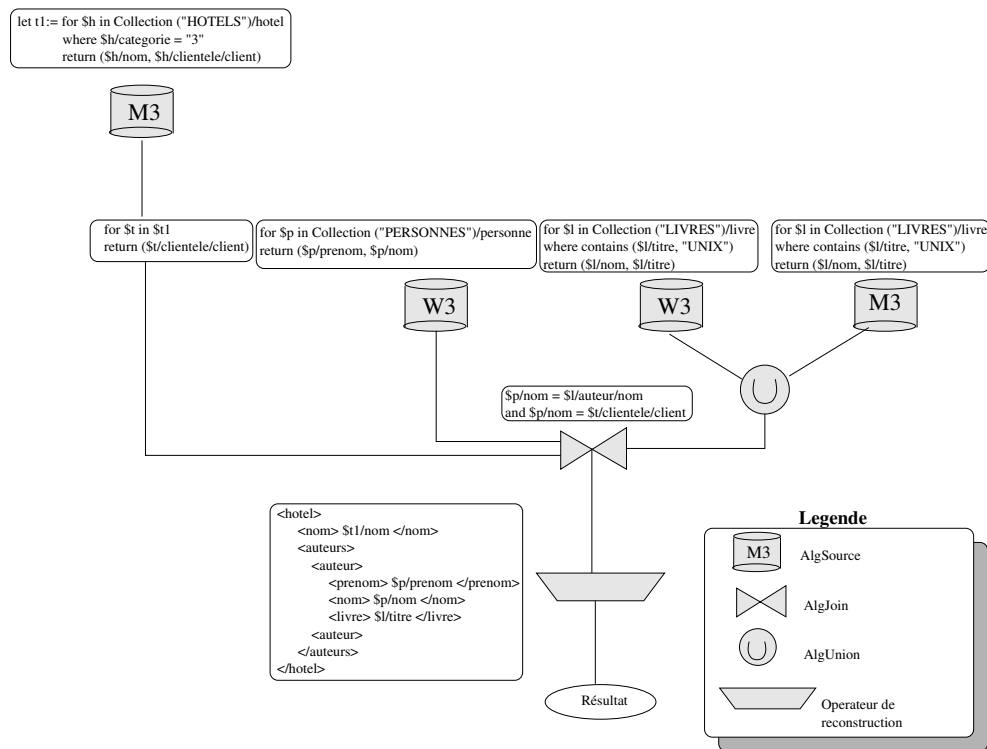 let t1:= for $h in Collection ("HOTELS")/hotel
where $h/categorie = "3"
return ($h/nom, $h/clientele/client)
M3
for $t in $t1
return ($t/clientele/client)
for $p in Collection ("PERSONNES")/personne
return ($p/prenom, $p/nom)
for $l in Collection ("LIVRES")/livre
where contains ($l/titre, "UNIX")
return ($l/nom, $l/titre)
for $l in Collection ("LIVRES")/livre
where contains ($l/titre, "UNIX")
return ($l/nom, $l/titre)
W3
W3
M3
$p/nom = $l/auteur/nom
and $p/nom = $t/clientele/client
<hotel>
<nom> $t1/nom </nom>
<auteurs>
<auteur>
<prenom> $p/prenom </prenom>
<nom> $p/nom </nom>
<livre> $l/titre </livre>
<auteur>
</auteurs>
</hotel>
Résultat
Legende
M3
AlgSource
AlgJoin
AlgUnion
Operateur de
reconstruction